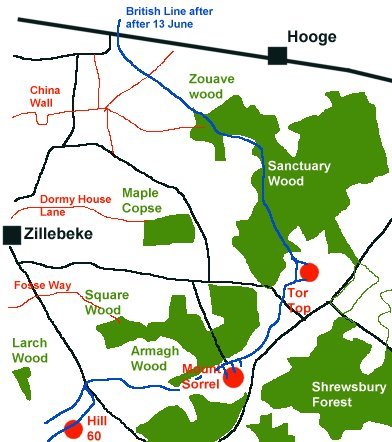 British Line after
after 13 June
Hooge
Zouave
wood
China
Wall
Sanctuary
Wood
Dormy House
Lane
Maple
Copse
Zillebeke
Fosse Way
Square
Wood
Tor
Top
Larch
Wood
Armagh
Wood
Mount
Sorrel
Shrewsbury
Forest
Hill
60